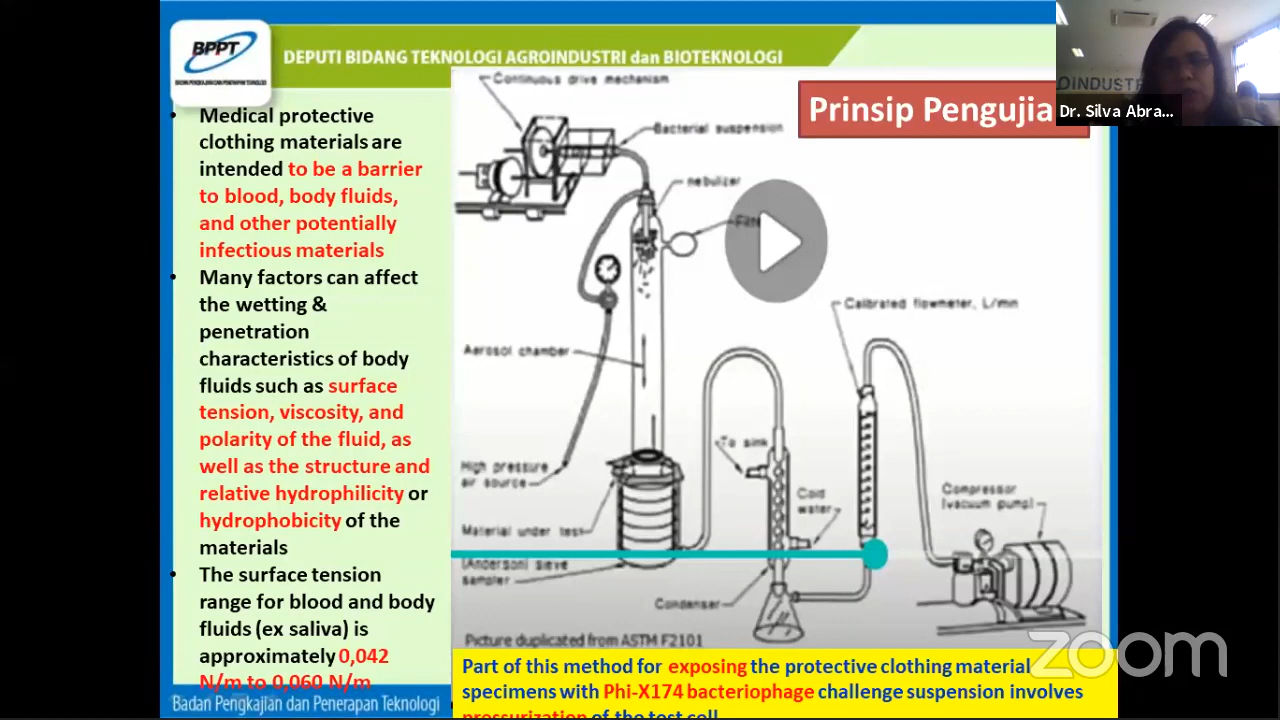 BPPT
BADAN PENGKAJIAN DAN PENERAPAN TEKNOLOGI
DEPUTI BIDANG TEKNOLOGI AGROINDUSTRI dan BIOTEKNOLOGI
Prinsip Pengujia
OINDUSTR
Dr. Silva Abra...
• Medical protective
clothing materials are
intended to be a barrier
to blood, body fluids,
and other potentially
infectious materials
• Many factors can affect
the wetting &
penetration
characteristics of body
fluids such as surface
tension, viscosity, and
polarity of the fluid, as
well as the structure and
relative hydrophilicity or
hydrophobicity of the
materials
• The surface tension
range for blood and body
fluids (ex saliva) is
approximately 0,042
N/m to 0,060 N/m
Badan Pengkajian dan Penerapan Teknologi
Continuous drive mechanism
Bacterial suspension
nebulizer
Calibrated flowmeter, L/mn
Aerosol chamber
To sink
High pressure
air source
Cold
water
Compressor
(vacuum pump)
Material under test
(Anderson) sieve
sampler
Condenser
Picture duplicated from ASTM F2101
zoom
Part of this method for exposing the protective clothing material
specimens with Phi-X174 bacteriophage challenge suspension involves
pressurization of the test cell